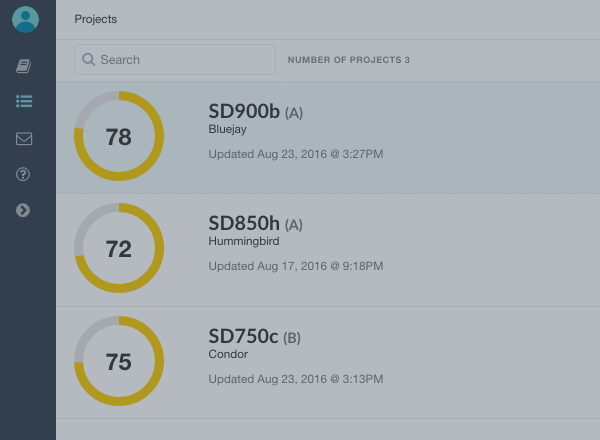 Projects
Search
NUMBER OF PROJECTS 3
78
SD900b (A)
Bluejay
Updated Aug 23, 2016 @ 3:27PM
72
SD850h (A)
Hummingbird
Updated Aug 17, 2016 @ 9:18PM
75
SD750c (B)
Condor
Updated Aug 23, 2016 @ 3:13PM